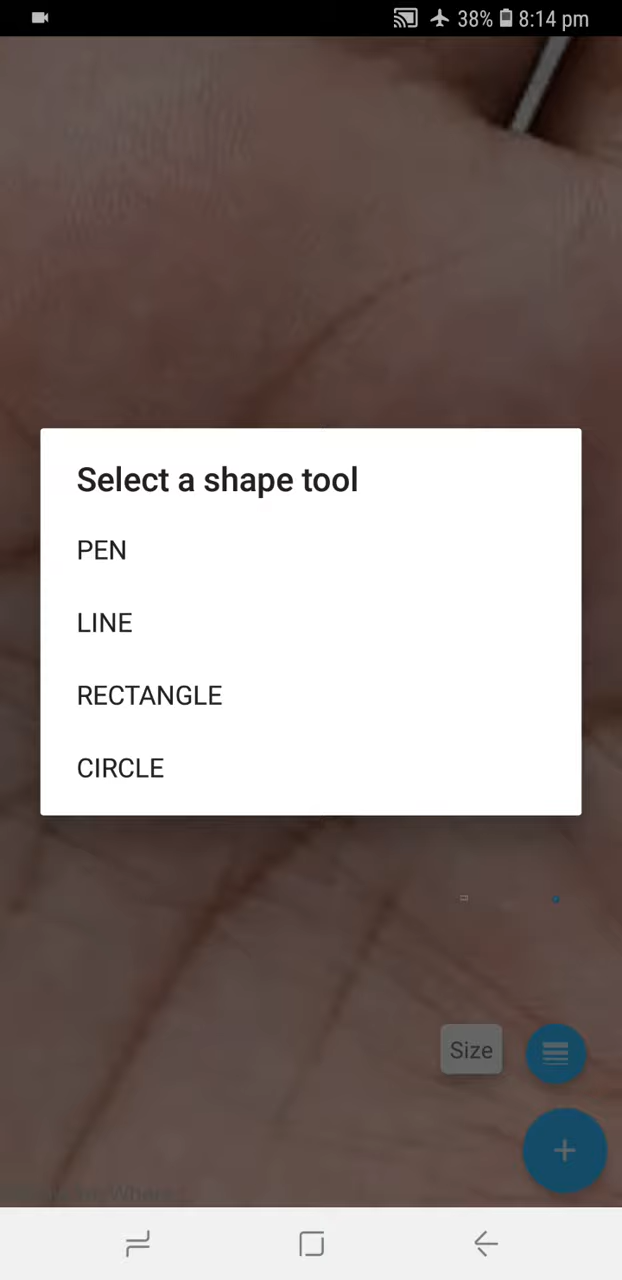 38% 8:14 pm
Select a shape tool
PEN
LINE
RECTANGLE
CIRCLE
Size